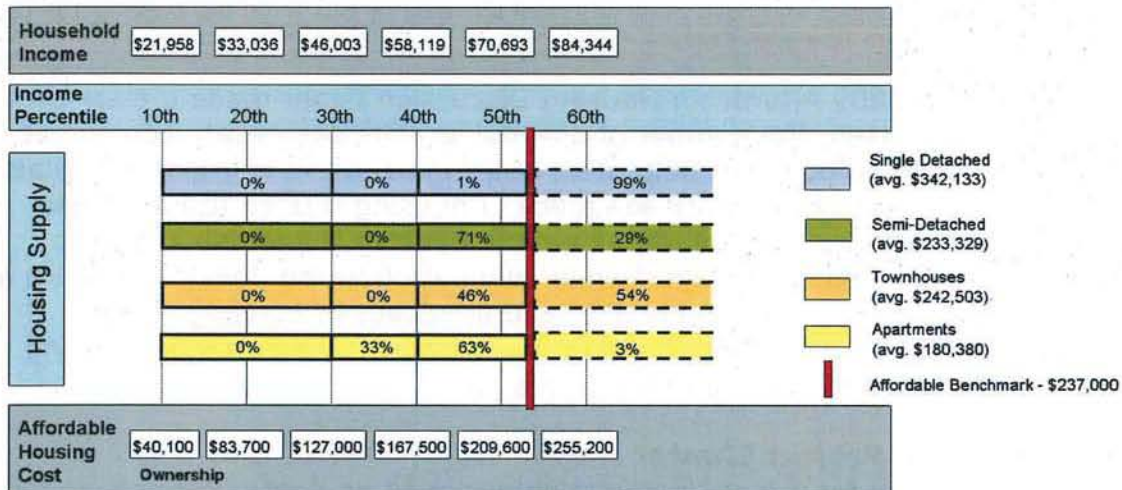 Household
Income
$21,958 $33,036 $46,003 $58,119 $70,693 $84,344
Income
Percentile
10th 20th 30th 40th 50th 60th
Housing Supply
0% 0% 1% 99%
0% 0% 71% 29%
0% 0% 46% 54%
0% 33% 63% 3%
Single Detached
(avg. $342,133)
Semi-Detached
(avg. $233,329)
Townhouses
(avg. $242,503)
Apartments
(avg. $180,380)
Affordable Benchmark - $237,000
Affordable
Housing
Cost
$40,100 $83,700 $127,000 $167,500 $209,600 $255,200
Ownership